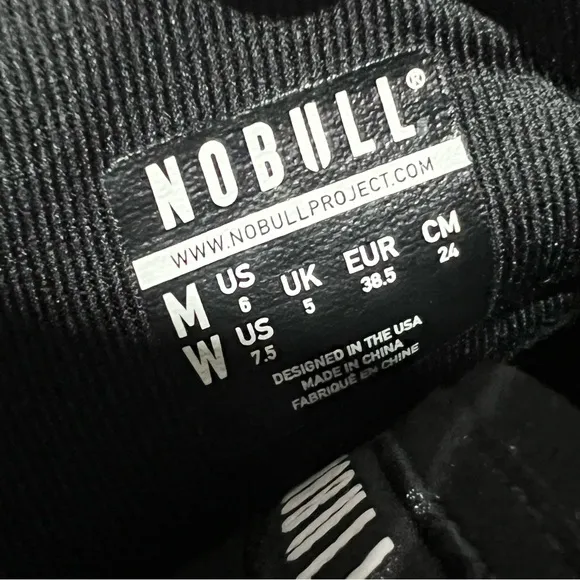 NOBULL®
WWW.NOBULLPROJECT.COM
M US 6 UK 5 EUR 38.5 CM 24
W US 7.5
DESIGNED IN THE USA
MADE IN CHINA
FABRIQUÉ EN CHINE